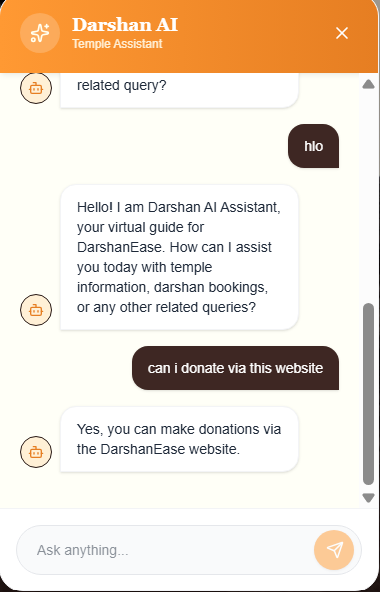 Darshan AI
Temple Assistant
related query?
hlo
Hello! I am Darshan AI Assistant,
your virtual guide for
DarshanEase. How can I assist
you today with temple
information, darshan bookings,
or any other related queries?
can i donate via this website
Yes, you can make donations via
the DarshanEase website.
Ask anything...